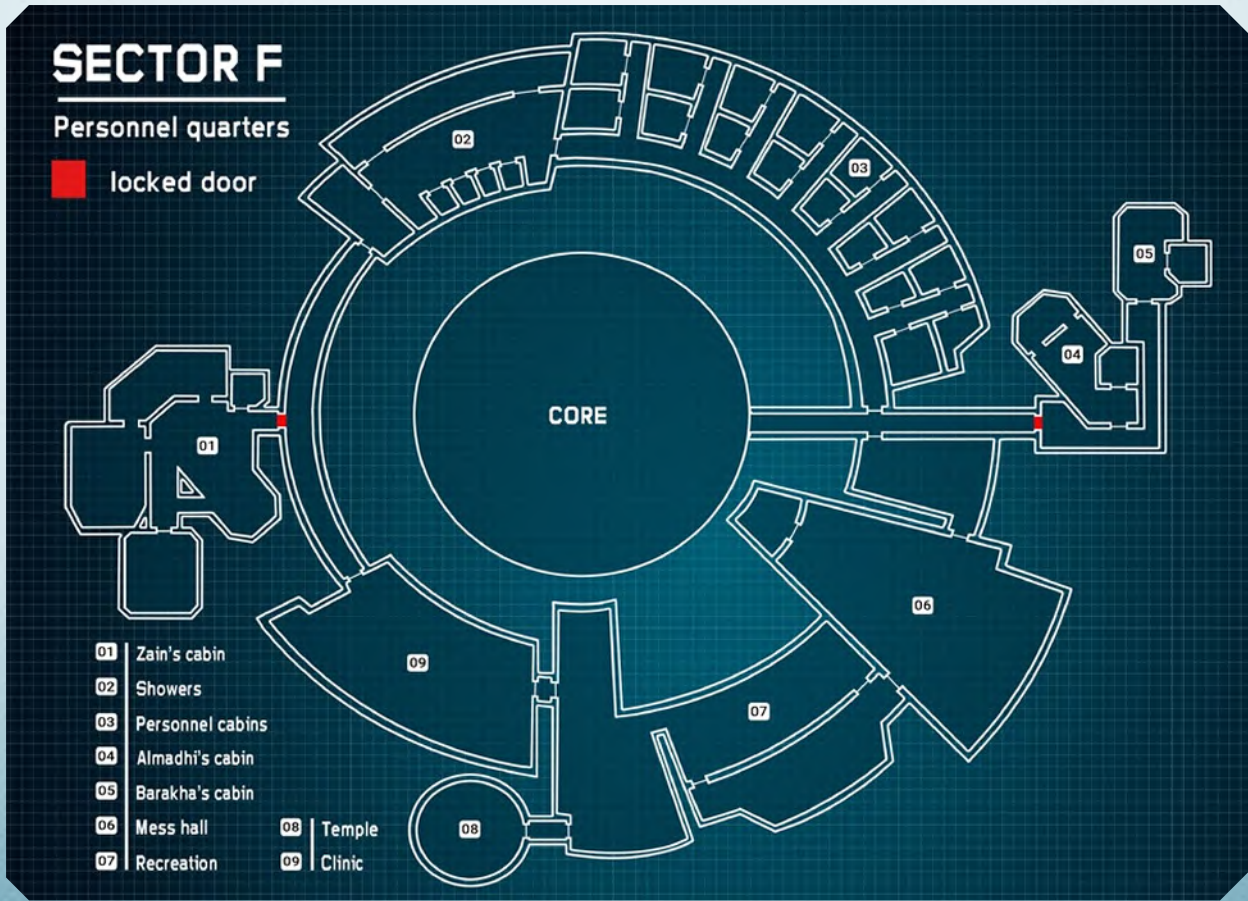 SECTOR F
Personnel quarters
locked door
02
03
05
04
CORE
01
06
09
07
08
01 Zain's cabin
02 Showers
03 Personnel cabins
04 Almadhi's cabin
05 Barakha's cabin
06 Mess hall
07 Recreation
08 Temple
09 Clinic